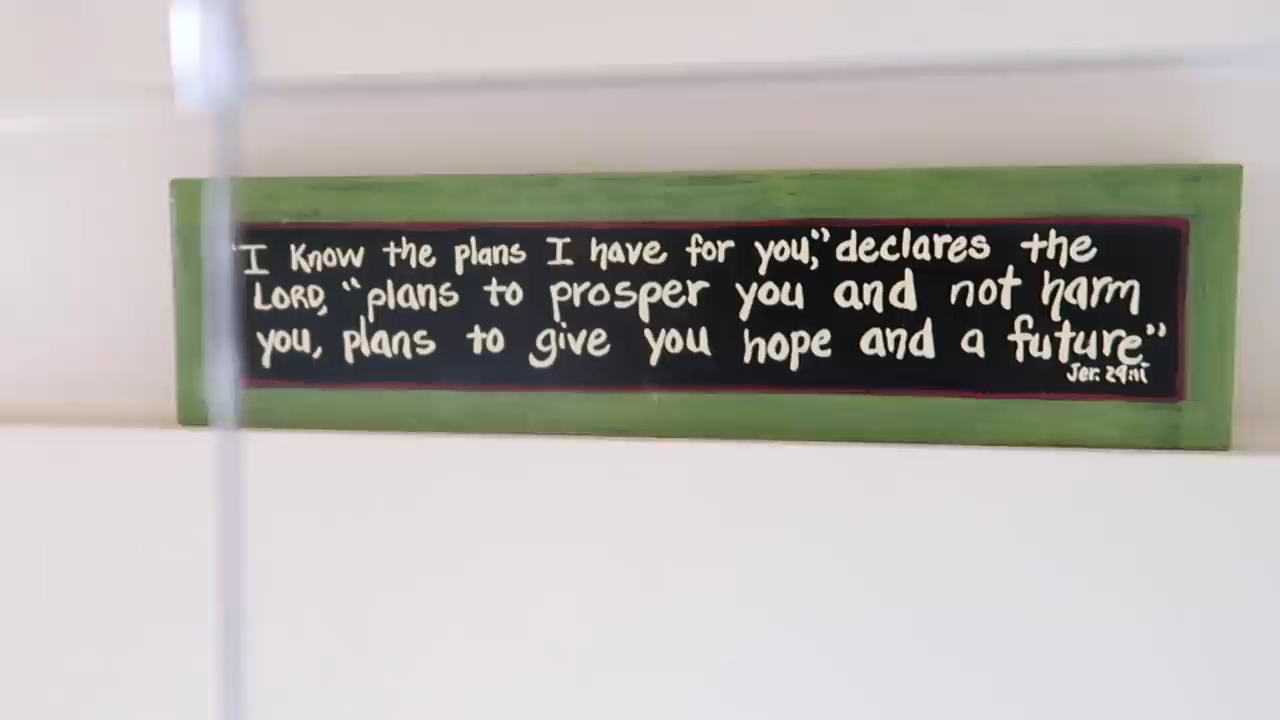 "I Know the plans I have for you," declares the
LORD, "plans to prosper you and not harm
you, plans to give you hope and a future."
Jer. 29:11